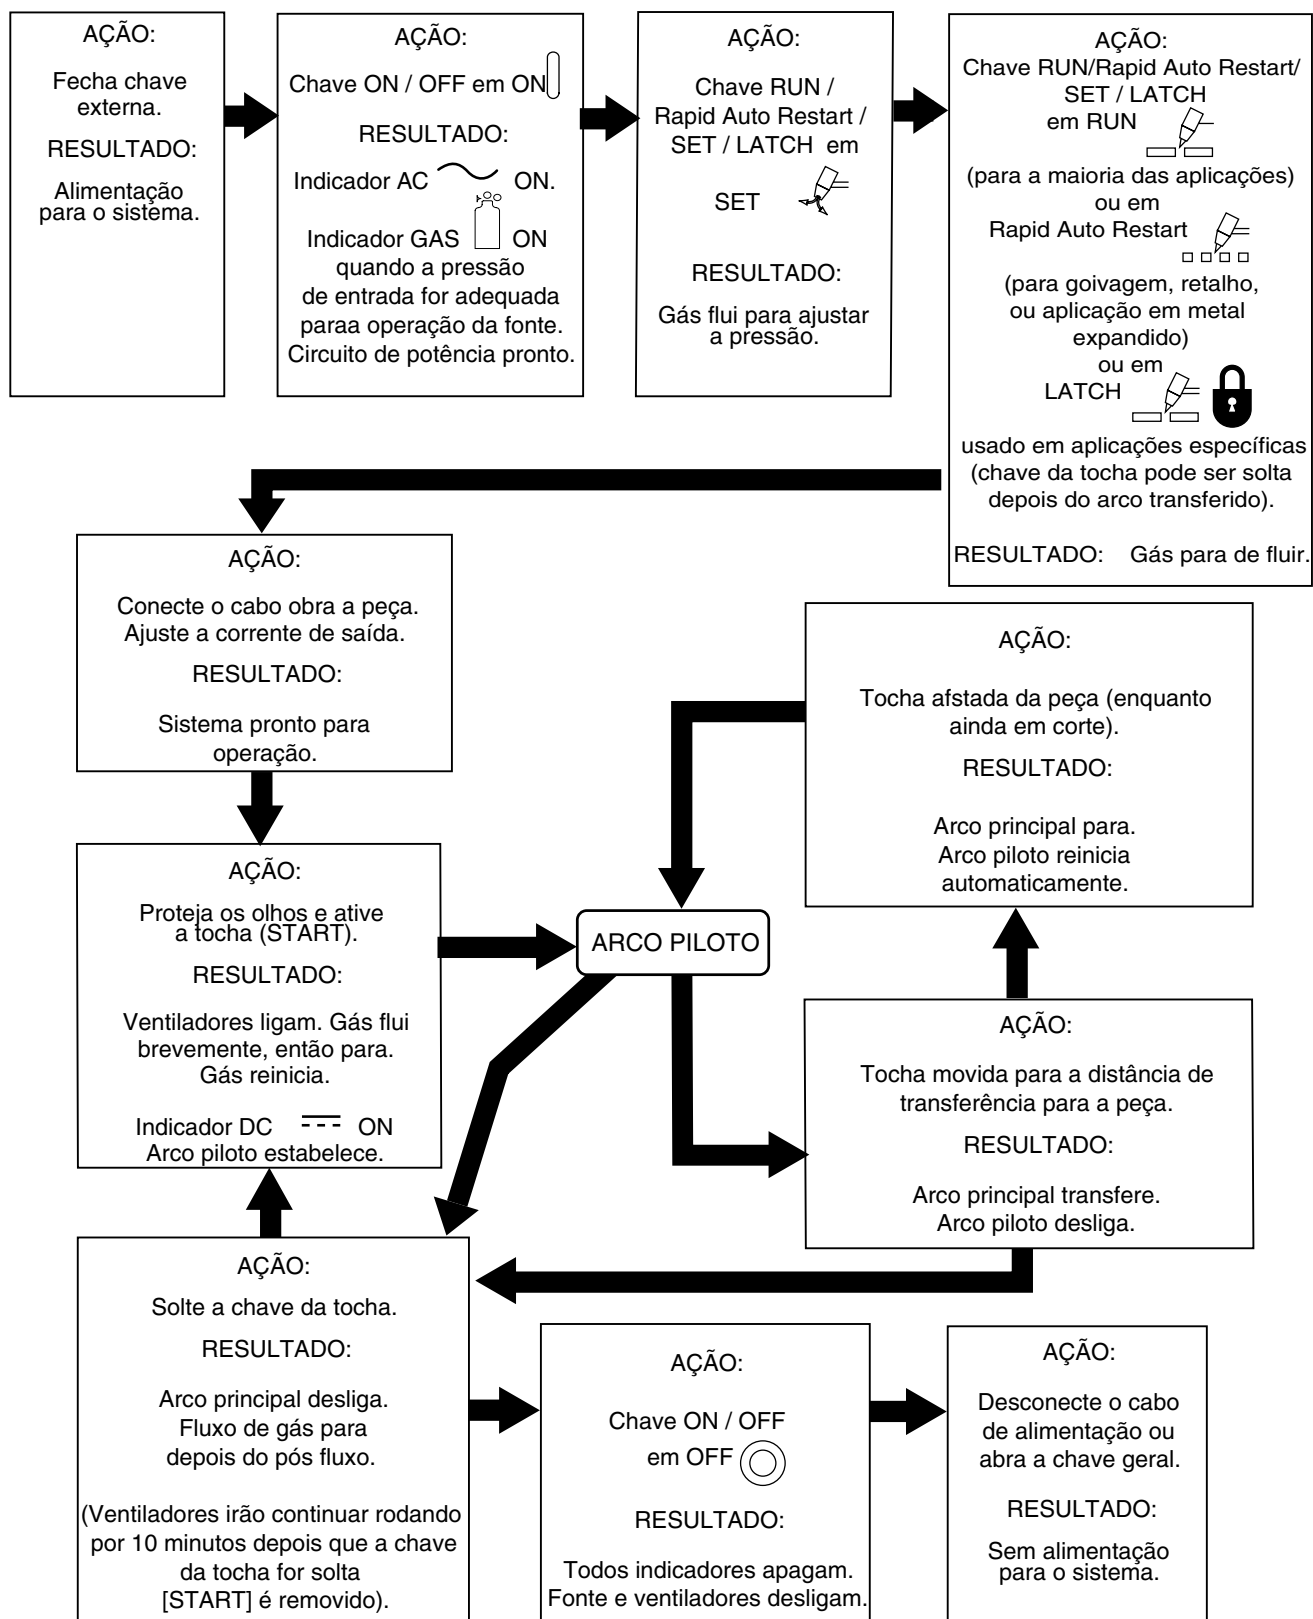 AÇÃO:
Fecha chave
externa.
RESULTADO:
Alimentação
para o sistema.
AÇÃO:
Chave ON / OFF em ON
RESULTADO:
Indicador AC ON.
Indicador GAS ON
quando a pressão
de entrada for adequada
paraa operação da fonte.
Circuito de potência pronto.
AÇÃO:
Chave RUN /
Rapid Auto Restart /
SET / LATCH em
SET
RESULTADO:
Gás flui para ajustar
a pressão.
AÇÃO:
Chave RUN/Rapid Auto Restart/
SET / LATCH
em RUN
(para a maioria das aplicações)
ou em
Rapid Auto Restart
(para goivagem, retalho,
ou aplicação em metal
expandido)
ou em
LATCH
usado em aplicações específicas
(chave da tocha pode ser solta
depois do arco transferido).
RESULTADO: Gás para de fluir.
AÇÃO:
Conecte o cabo obra a peça.
Ajuste a corrente de saída.
RESULTADO:
Sistema pronto para
operação.
AÇÃO:
Proteja os olhos e ative
a tocha (START).
RESULTADO:
Ventiladores ligam. Gás flui
brevemente, então para.
Gás reinicia.
Indicador DC ON
Arco piloto estabelece.
ARCO PILOTO
AÇÃO:
Tocha afstada da peça (enquanto
ainda em corte).
RESULTADO:
Arco principal para.
Arco piloto reinicia
automaticamente.
AÇÃO:
Tocha movida para a distância de
transferência para a peça.
RESULTADO:
Arco principal transfere.
Arco piloto desliga.
AÇÃO:
Solte a chave da tocha.
RESULTADO:
Arco principal desliga.
Fluxo de gás para
depois do pós fluxo.
(Ventiladores irão continuar rodando
por 10 minutos depois que a chave
da tocha for solta
[START] é removido).
AÇÃO:
Chave ON / OFF
em OFF
RESULTADO:
Todos indicadores apagam.
Fonte e ventiladores desligam.
AÇÃO:
Desconecte o cabo
de alimentação ou
abra a chave geral.
RESULTADO:
Sem alimentação
para o sistema.